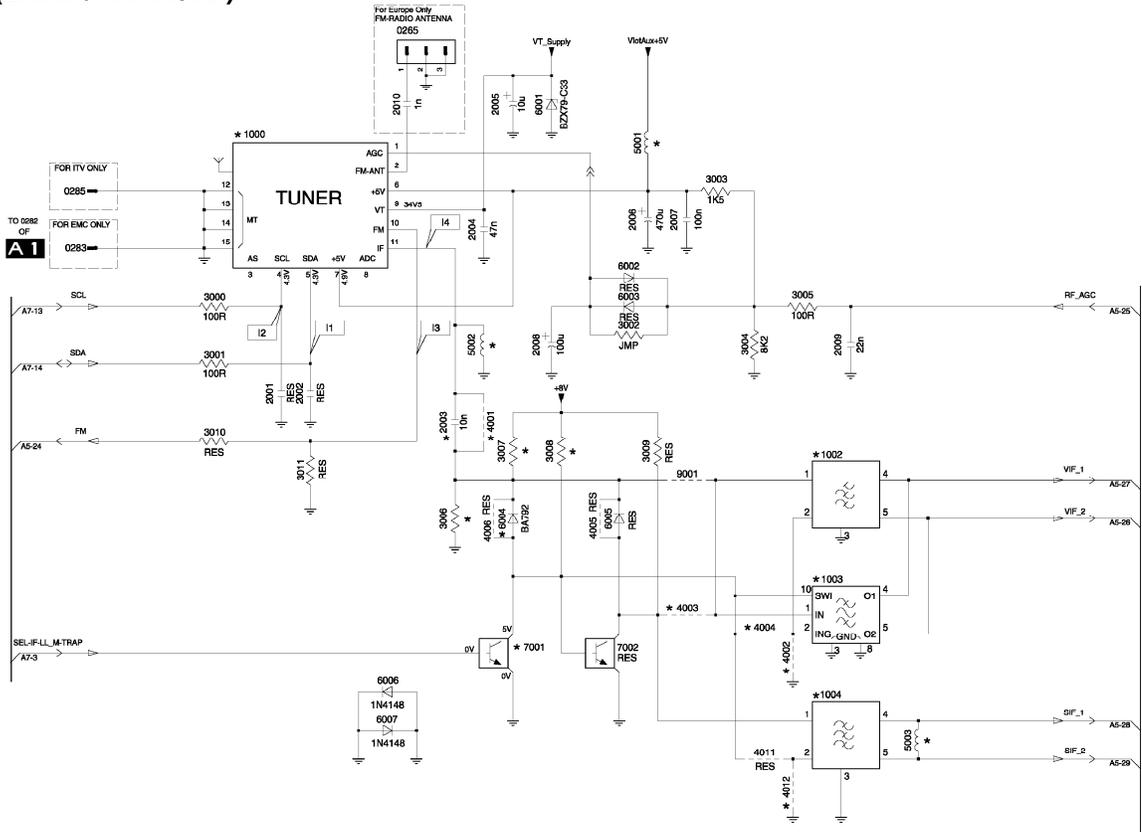 For Europe Only
FM-RADIO ANTENNA
0265
1 2 3
2010 1n
VT_Supply
2005 10u
6001 BZX79-C33
VlotAux+5V
5001 *
* 1000
TUNER
AGC 1
FM-ANT 2
+5V 6
VT 9 34V5
FM 10
IF 11
12
13
14
15
MT
AS SCL SDA +5V ADC
3 4 5 7 8
4.3V 4.3V 4.9V
FOR ITV ONLY
0285
TO 0282
OF
A 1
FOR EMC ONLY
0283
I4
2004 47n
2006 470u
2007 100n
3003
1K5
6002
RES
6003
RES
3002
JMP
2008 100u
3005
100R
3004 8K2
2009 22n
RF_AGC
A5-25
SCL
A7-13
3000
100R
I2
I1
I3
SDA
A7-14
3001
100R
2001 RES
2002 RES
5002 *
FM
A5-24
3010
RES
3011 RES
* 2003 10n
* 4001
+8V
3007 *
3008 *
3009 RES
9001
3006 *
4006 RES
* 6004 BA792
4005 RES
6005 RES
*1002
1 4
2 5
3
VIF_1
A5-27
VIF_2
A5-26
*1003
10 SWI O1 4
1 IN
2 ING GND O2 5
3 8
* 4003
* 4004
* 4002
SEL-IF-LL_M-TRAP
A7-3
5V
0V
0V
* 7001
7002
RES
6006
1N4148
6007
1N4148
*1004
1 4
2 5
3
5003 *
SIF_1
A5-28
SIF_2
A5-29
4011
RES
* 4012